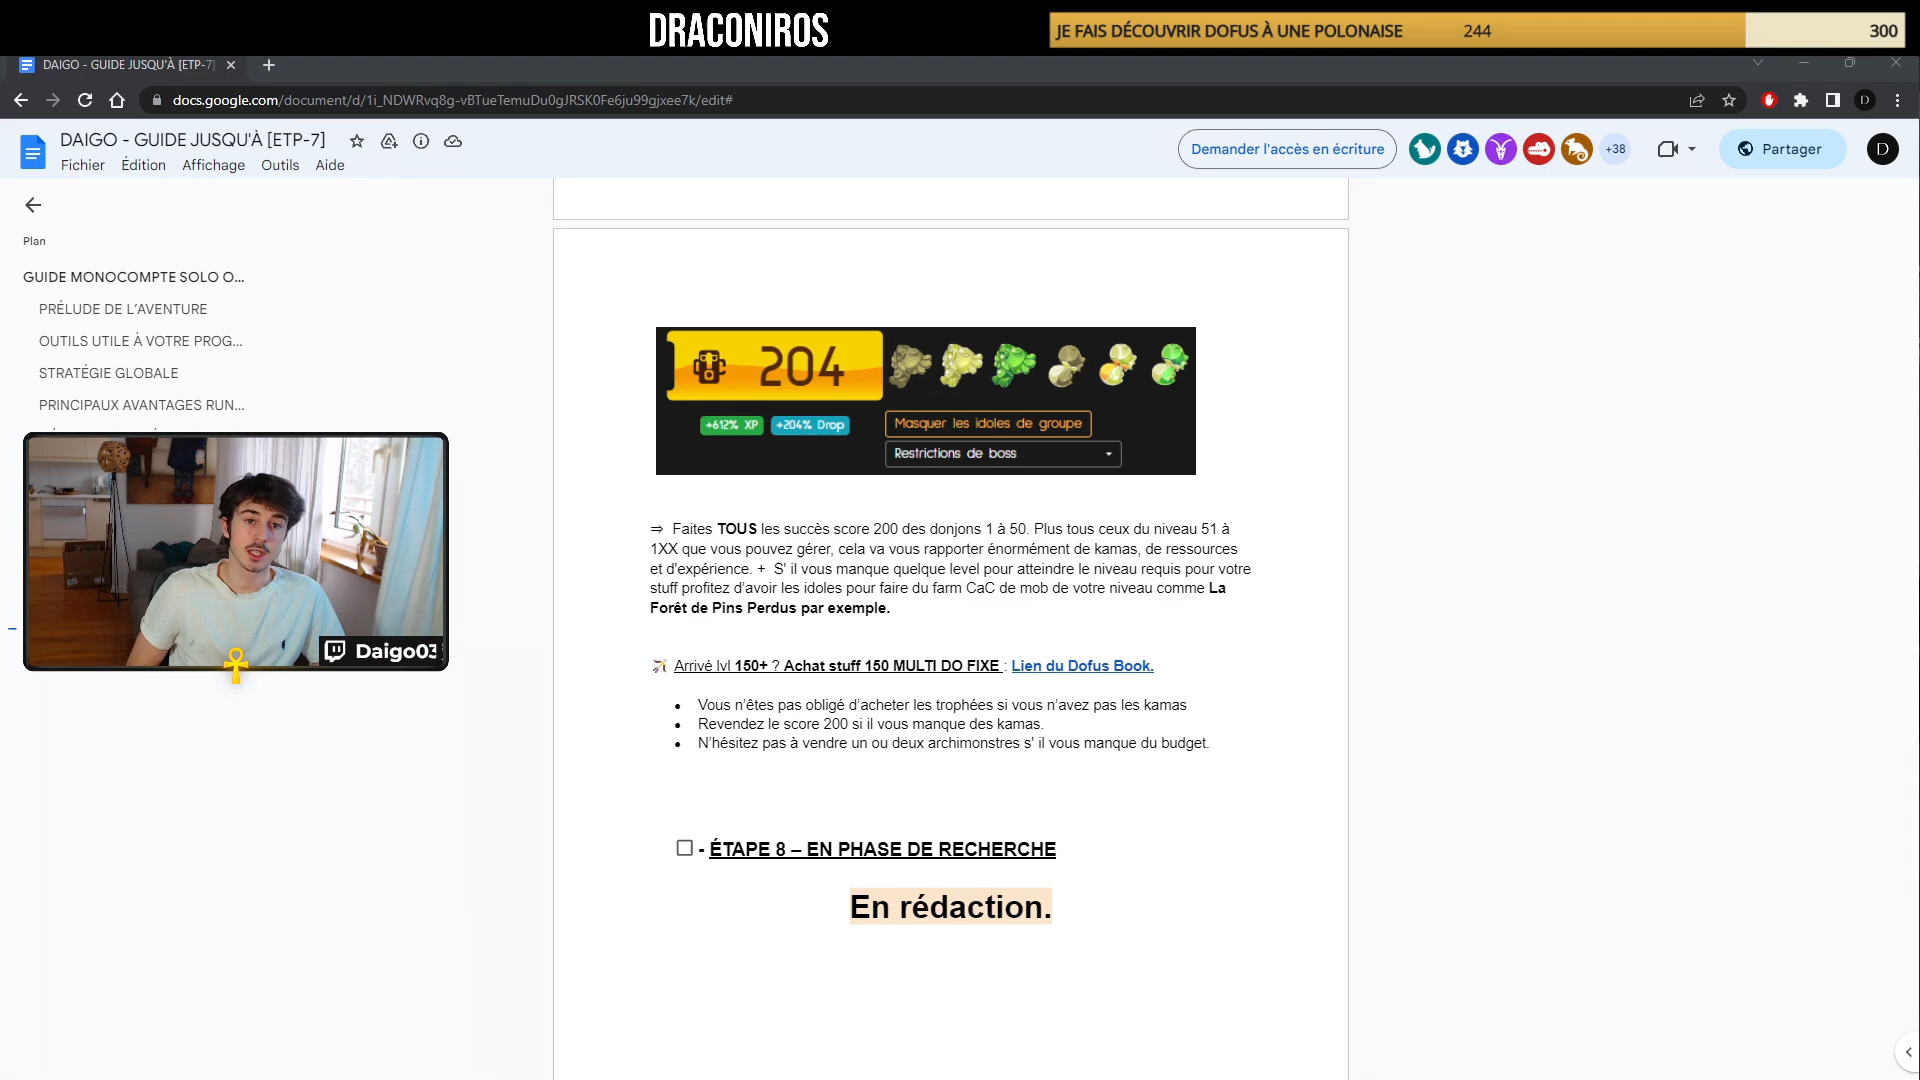 DRACONIROS
JE FAIS DÉCOUVRIR DOFUS À UNE POLONAISE 244 300
DAIGO - GUIDE JUSQU'À [ETP-7]
docs.google.com/document/d/1i_NDWRvq8g-vBTueTemuDu0gJRSK0Fe6ju99gjxee7k/edit#
D
DAIGO - GUIDE JUSQU'À [ETP-7]
Fichier Édition Affichage Outils Aide
Demander l'accès en écriture
+38
Partager
D
Plan
GUIDE MONOCOMPTE SOLO O...
PRÉLUDE DE L'AVENTURE
OUTILS UTILE À VOTRE PROG...
STRATÉGIE GLOBALE
PRINCIPAUX AVANTAGES RUN...
Daigo03
204
+612% XP +204% Drop
Masquer les idoles de groupe
Restrictions de boss
⇒ Faites TOUS les succès score 200 des donjons 1 à 50. Plus tous ceux du niveau 51 à
1XX que vous pouvez gérer, cela va vous rapporter énormément de kamas, de ressources
et d'expérience. + S' il vous manque quelque level pour atteindre le niveau requis pour votre
stuff profitez d'avoir les idoles pour faire du farm CaC de mob de votre niveau comme La
Forêt de Pins Perdus par exemple.
Arrivé lvl 150+ ? Achat stuff 150 MULTI DO FIXE : Lien du Dofus Book.
• Vous n'êtes pas obligé d'acheter les trophées si vous n'avez pas les kamas
• Revendez le score 200 si il vous manque des kamas.
• N'hésitez pas à vendre un ou deux archimonstres s' il vous manque du budget.
☐ - ÉTAPE 8 – EN PHASE DE RECHERCHE
En rédaction.